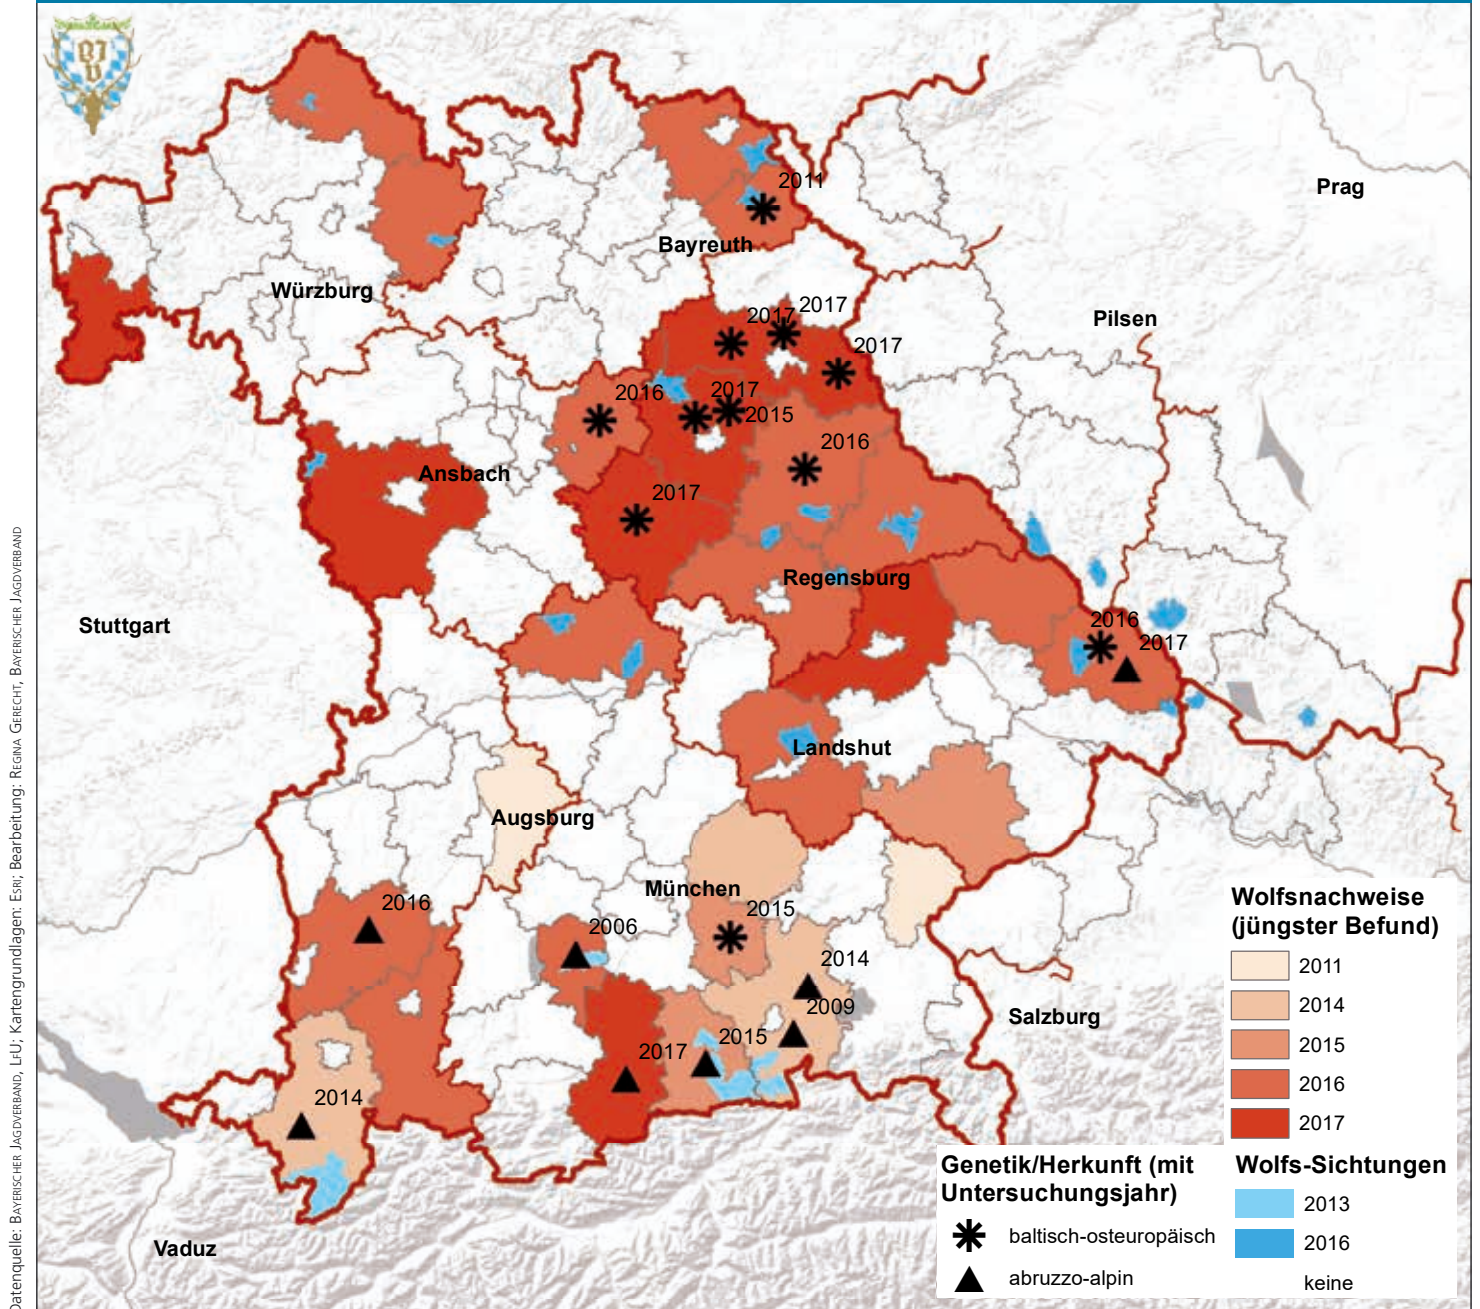 BJV
2011
Prag
Bayreuth
Würzburg
2017
2017
Pilsen
2017
2016
2017
2015
2016
Ansbach
2017
Regensburg
Stuttgart
2016
2017
Landshut
Augsburg
München
2016
2015
2006
2014
2009
Salzburg
2017
2015
2014
Vaduz
Wolfsnachweise
(jüngster Befund)
2011
2014
2015
2016
2017
Genetik/Herkunft (mit
Untersuchungsjahr)
baltisch-osteuropäisch
abruzzo-alpin
Wolfs-Sichtungen
2013
2016
keine
Datenquelle: Bayerischer Jagdverband, LfU; Kartengrundlagen: Esri; Bearbeitung: Regina Gerecht, Bayerischer Jagdverband